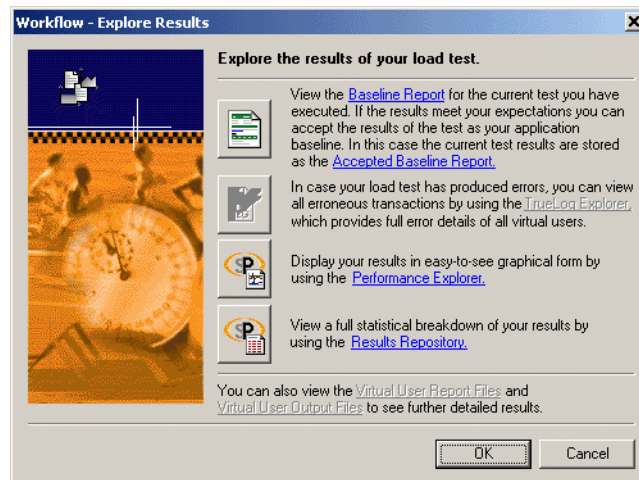 Workflow - Explore Results
Explore the results of your load test.
View the Baseline Report for the current test you have
executed. If the results meet your expectations you can
accept the results of the test as your application
baseline. In this case the current test results are stored
as the Accepted Baseline Report.
In case your load test has produced errors, you can view
all erroneous transactions by using the TrueLog Explorer,
which provides full error details of all virtual users.
Display your results in easy-to-see graphical form by
using the Performance Explorer.
View a full statistical breakdown of your results by
using the Results Repository.
You can also view the Virtual User Report Files and
Virtual User Output Files to see further detailed results.
OK
Cancel